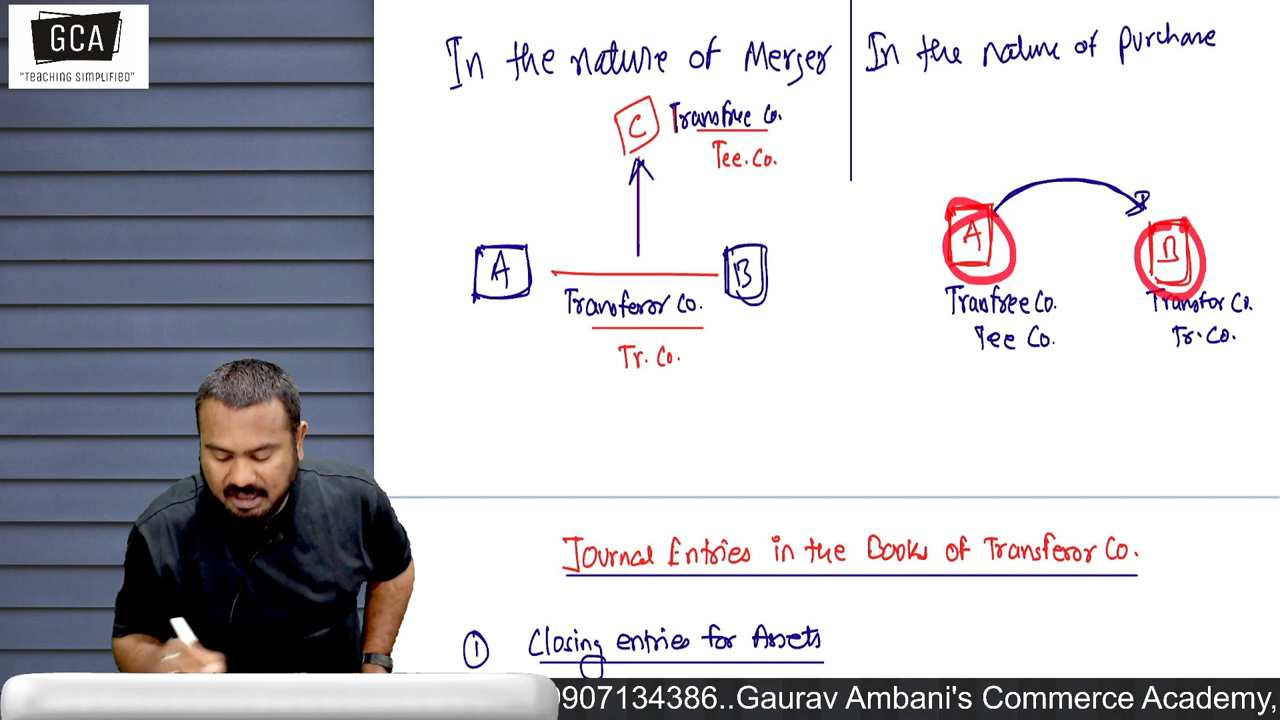 GCA
"TEACHING SIMPLIFIED"
In the nature of Merger
In the nature of purchase
C
Transfree Co.
Tee. Co.
A
B
Transferor Co.
Tr. Co.
A
B
Tranfree Co.
Tee Co.
Transfor Co.
Tr. Co.
Journal Entries in the Books of Transferor Co.
1 Closing entries for Assets
9907134386..Gaurav Ambani's Commerce Academy,